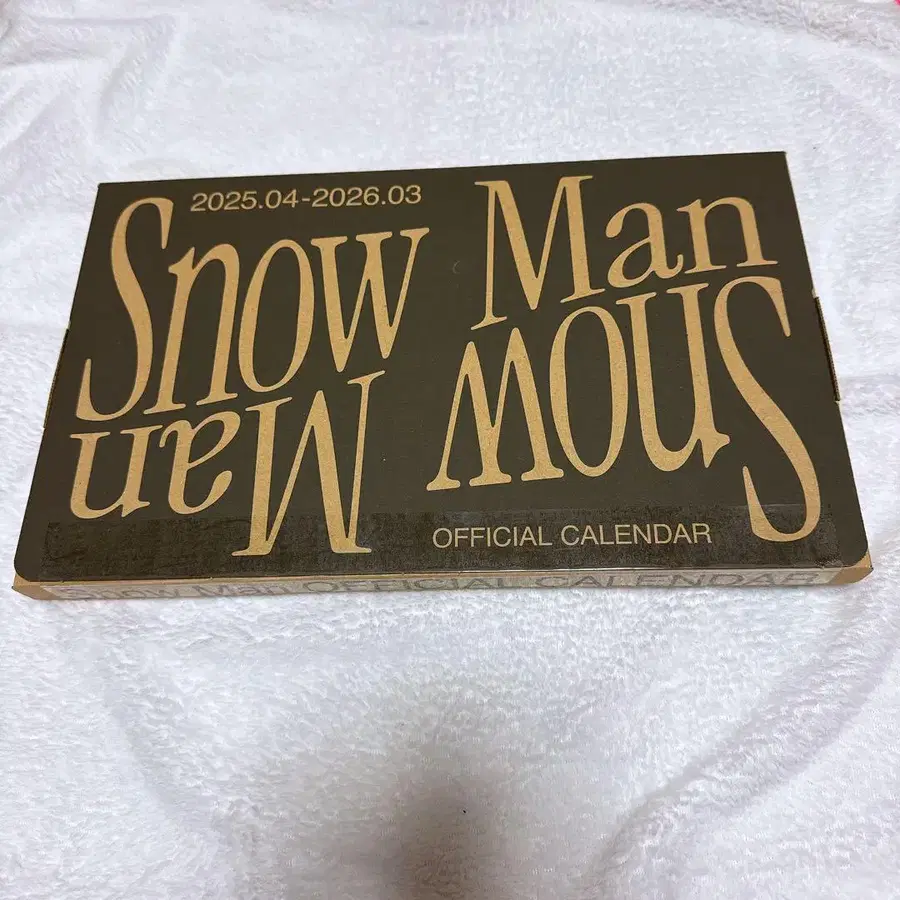 2025.04-2026.03
Snow Man
Snow Man
OFFICIAL CALENDAR
Snow Man OFFICIAL CALENDAR